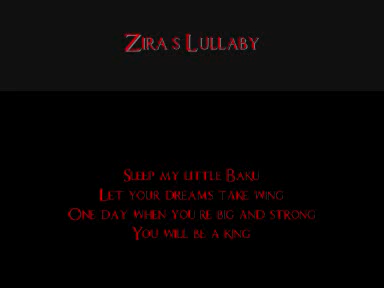 Zira's Lullaby
Sleep my little Baku
Let your dreams take wing
One day when you're big and strong
You will be a king